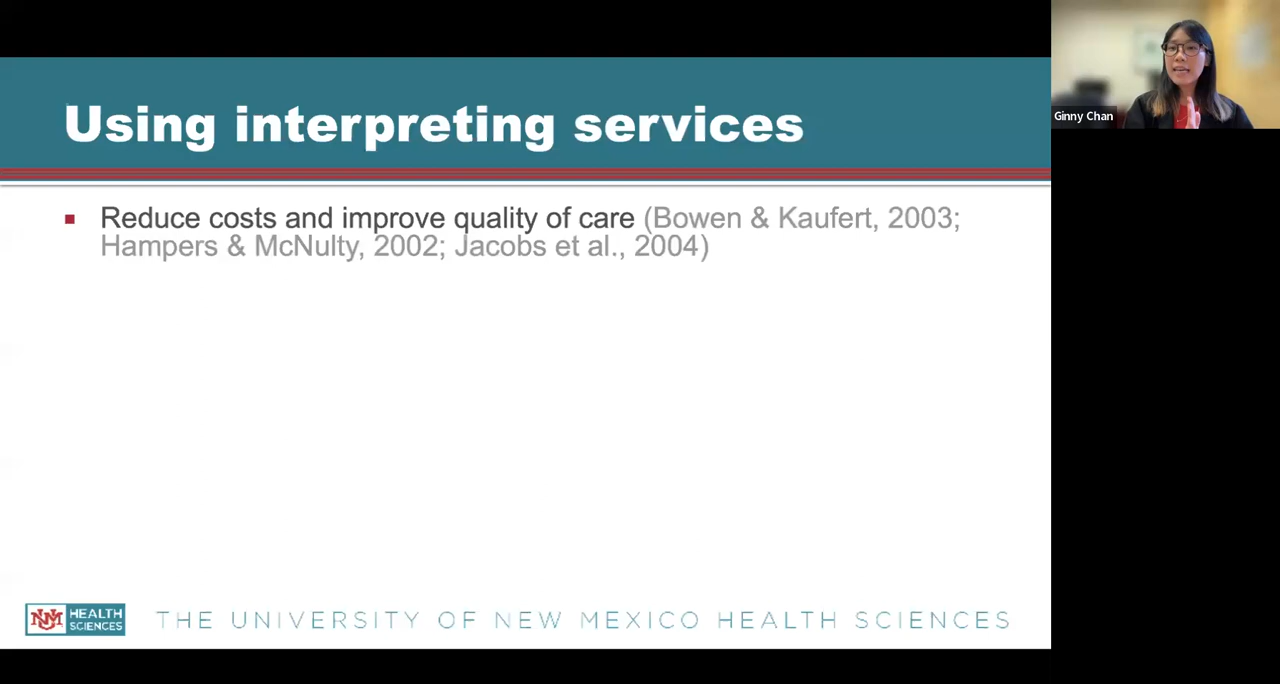 Using interpreting services
Ginny Chan
Reduce costs and improve quality of care (Bowen & Kaufert, 2003;
Hampers & McNulty, 2002; Jacobs et al., 2004)
UNM HEALTH
SCIENCES
THE UNIVERSITY OF NEW MEXICO HEALTH SCIENCES